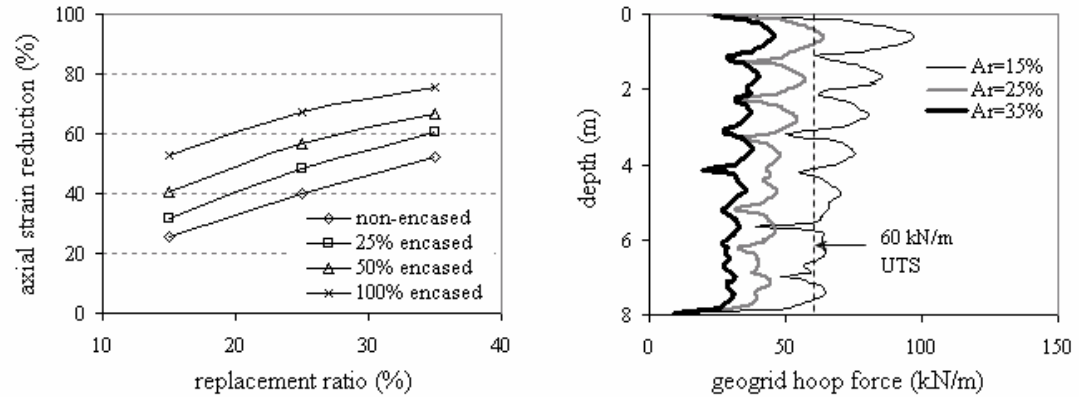 axial strain reduction (%)
100
80
60
40
20
0
10
20
30
40
replacement ratio (%)
non-encased
25% encased
50% encased
100% encased
depth (m)
0
2
4
6
8
0
50
100
150
geogrid hoop force (kN/m)
Ar=15%
Ar=25%
Ar=35%
60 kN/m
UTS